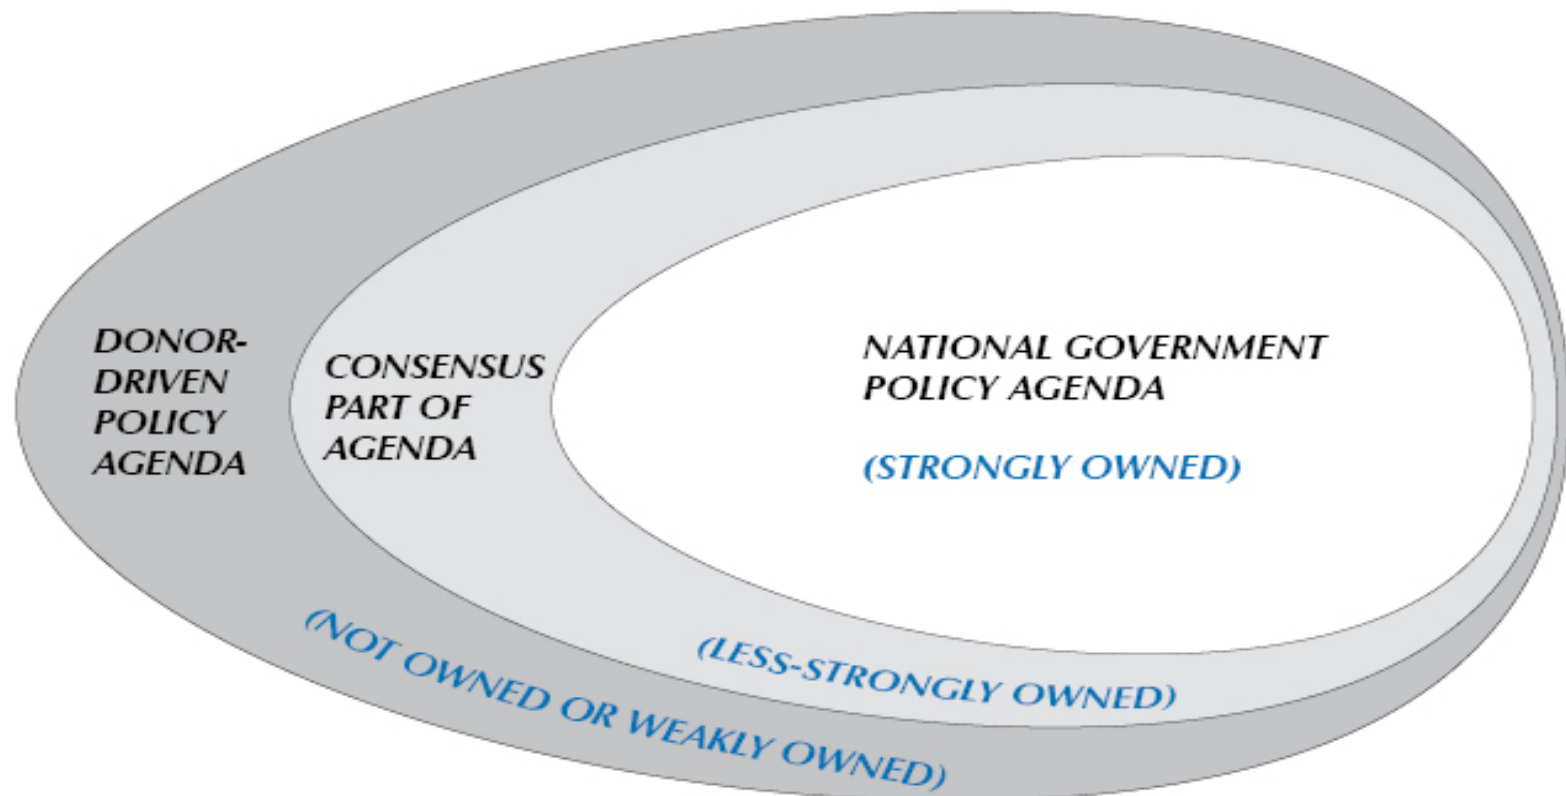 DONOR-
DRIVEN
POLICY
AGENDA
CONSENSUS
PART OF
AGENDA
NATIONAL GOVERNMENT
POLICY AGENDA
(STRONGLY OWNED)
(LESS-STRONGLY OWNED)
(NOT OWNED OR WEAKLY OWNED)